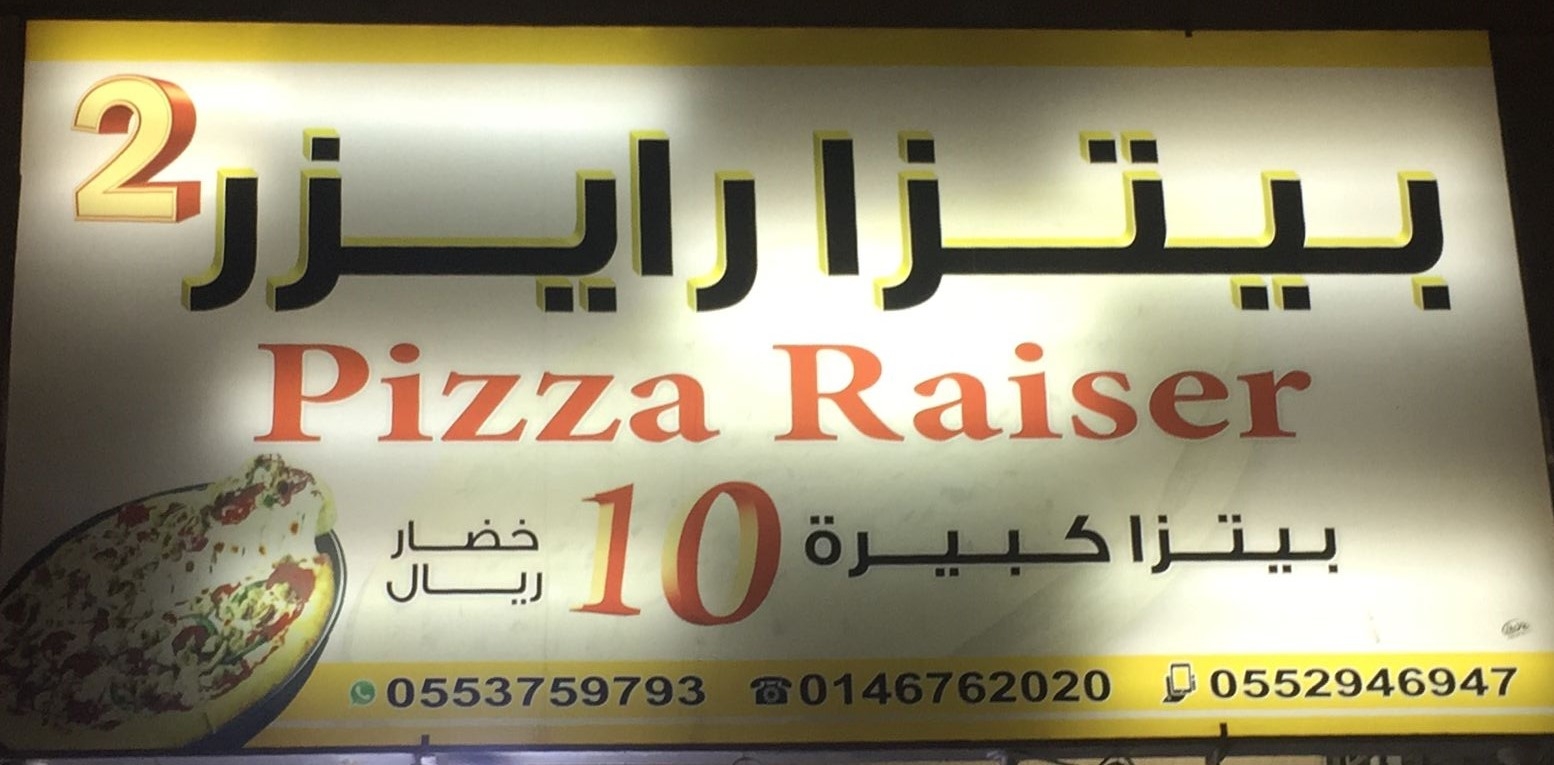 بيتزا رايزر 2
Pizza Raiser
بيتزا كبيرة 10 خضار
ريال
0553759793 0146762020 0552946947